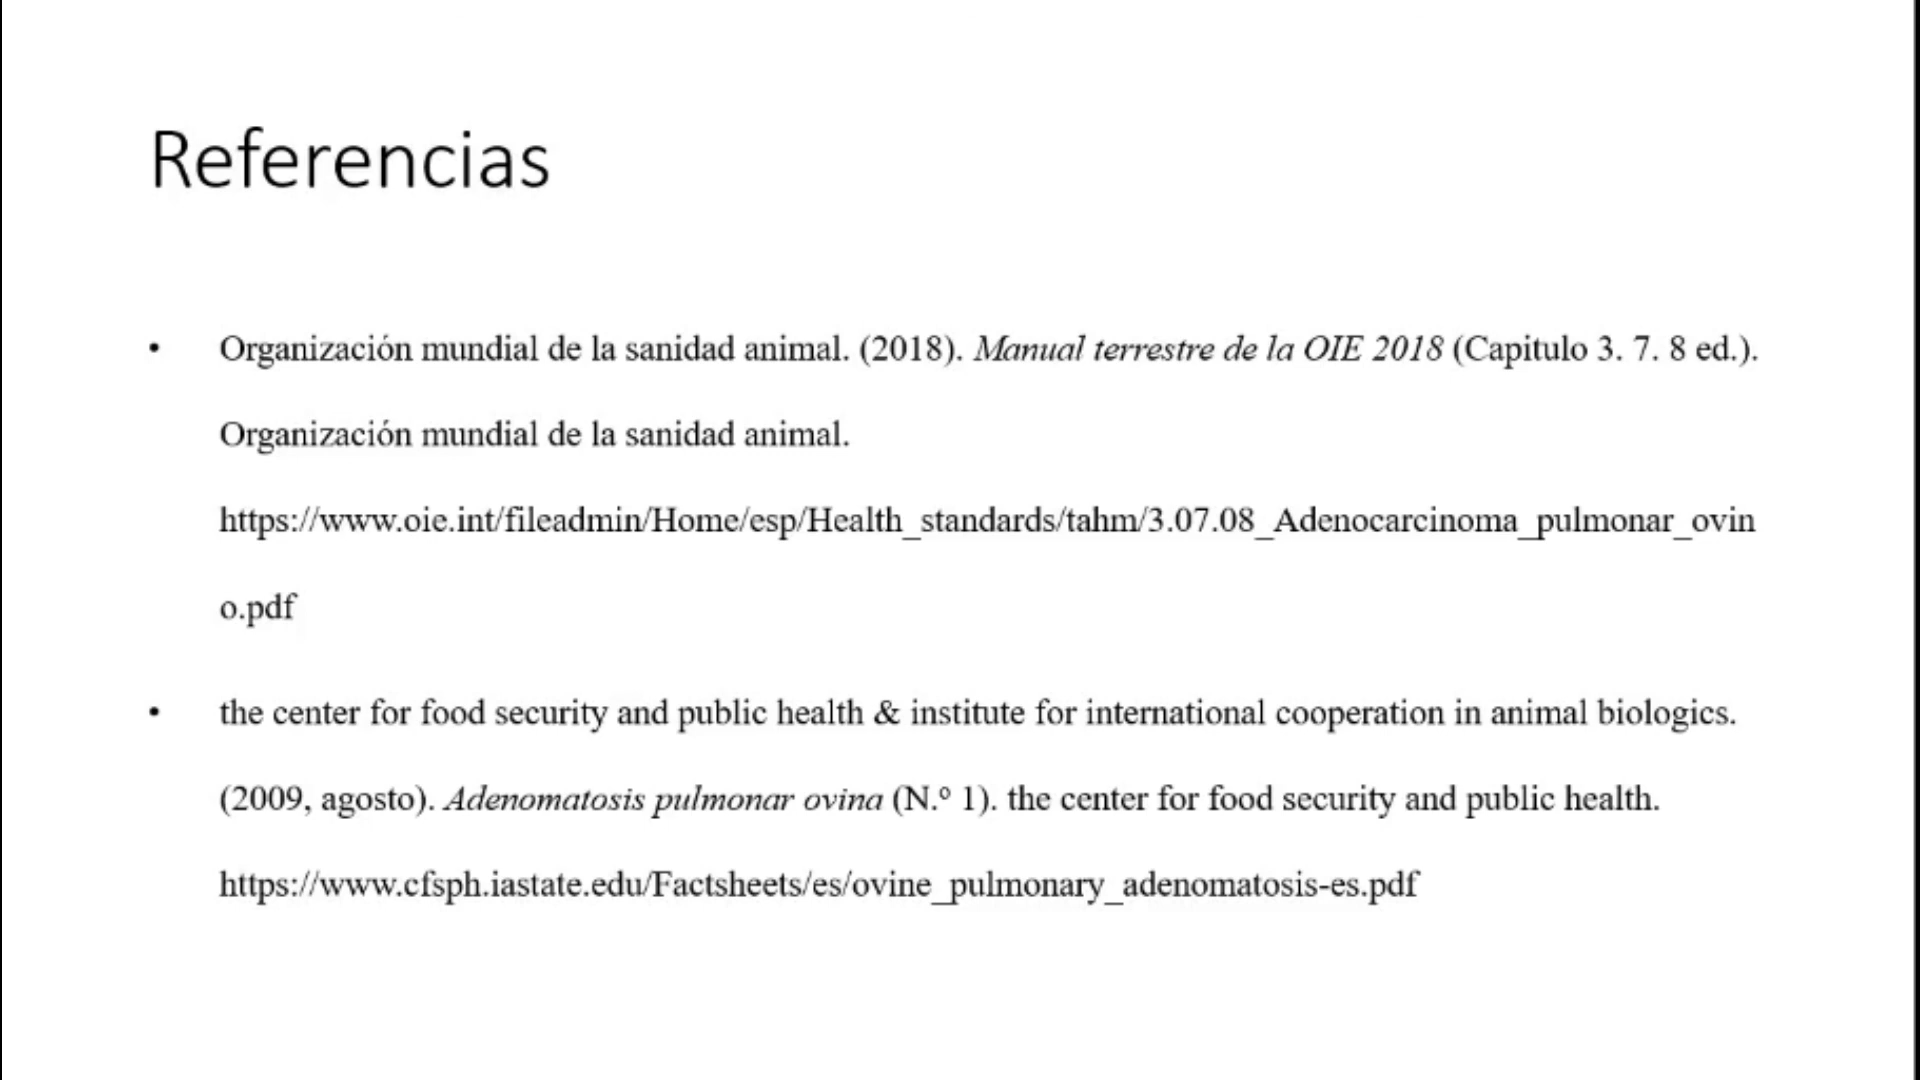 Referencias
• Organización mundial de la sanidad animal. (2018). Manual terrestre de la OIE 2018 (Capitulo 3. 7. 8 ed.).
Organización mundial de la sanidad animal.
https://www.oie.int/fileadmin/Home/esp/Health_standards/tahm/3.07.08_Adenocarcinoma_pulmonar_ovin
o.pdf
• the center for food security and public health & institute for international cooperation in animal biologics.
(2009, agosto). Adenomatosis pulmonar ovina (N.º 1). the center for food security and public health.
https://www.cfsph.iastate.edu/Factsheets/es/ovine_pulmonary_adenomatosis-es.pdf